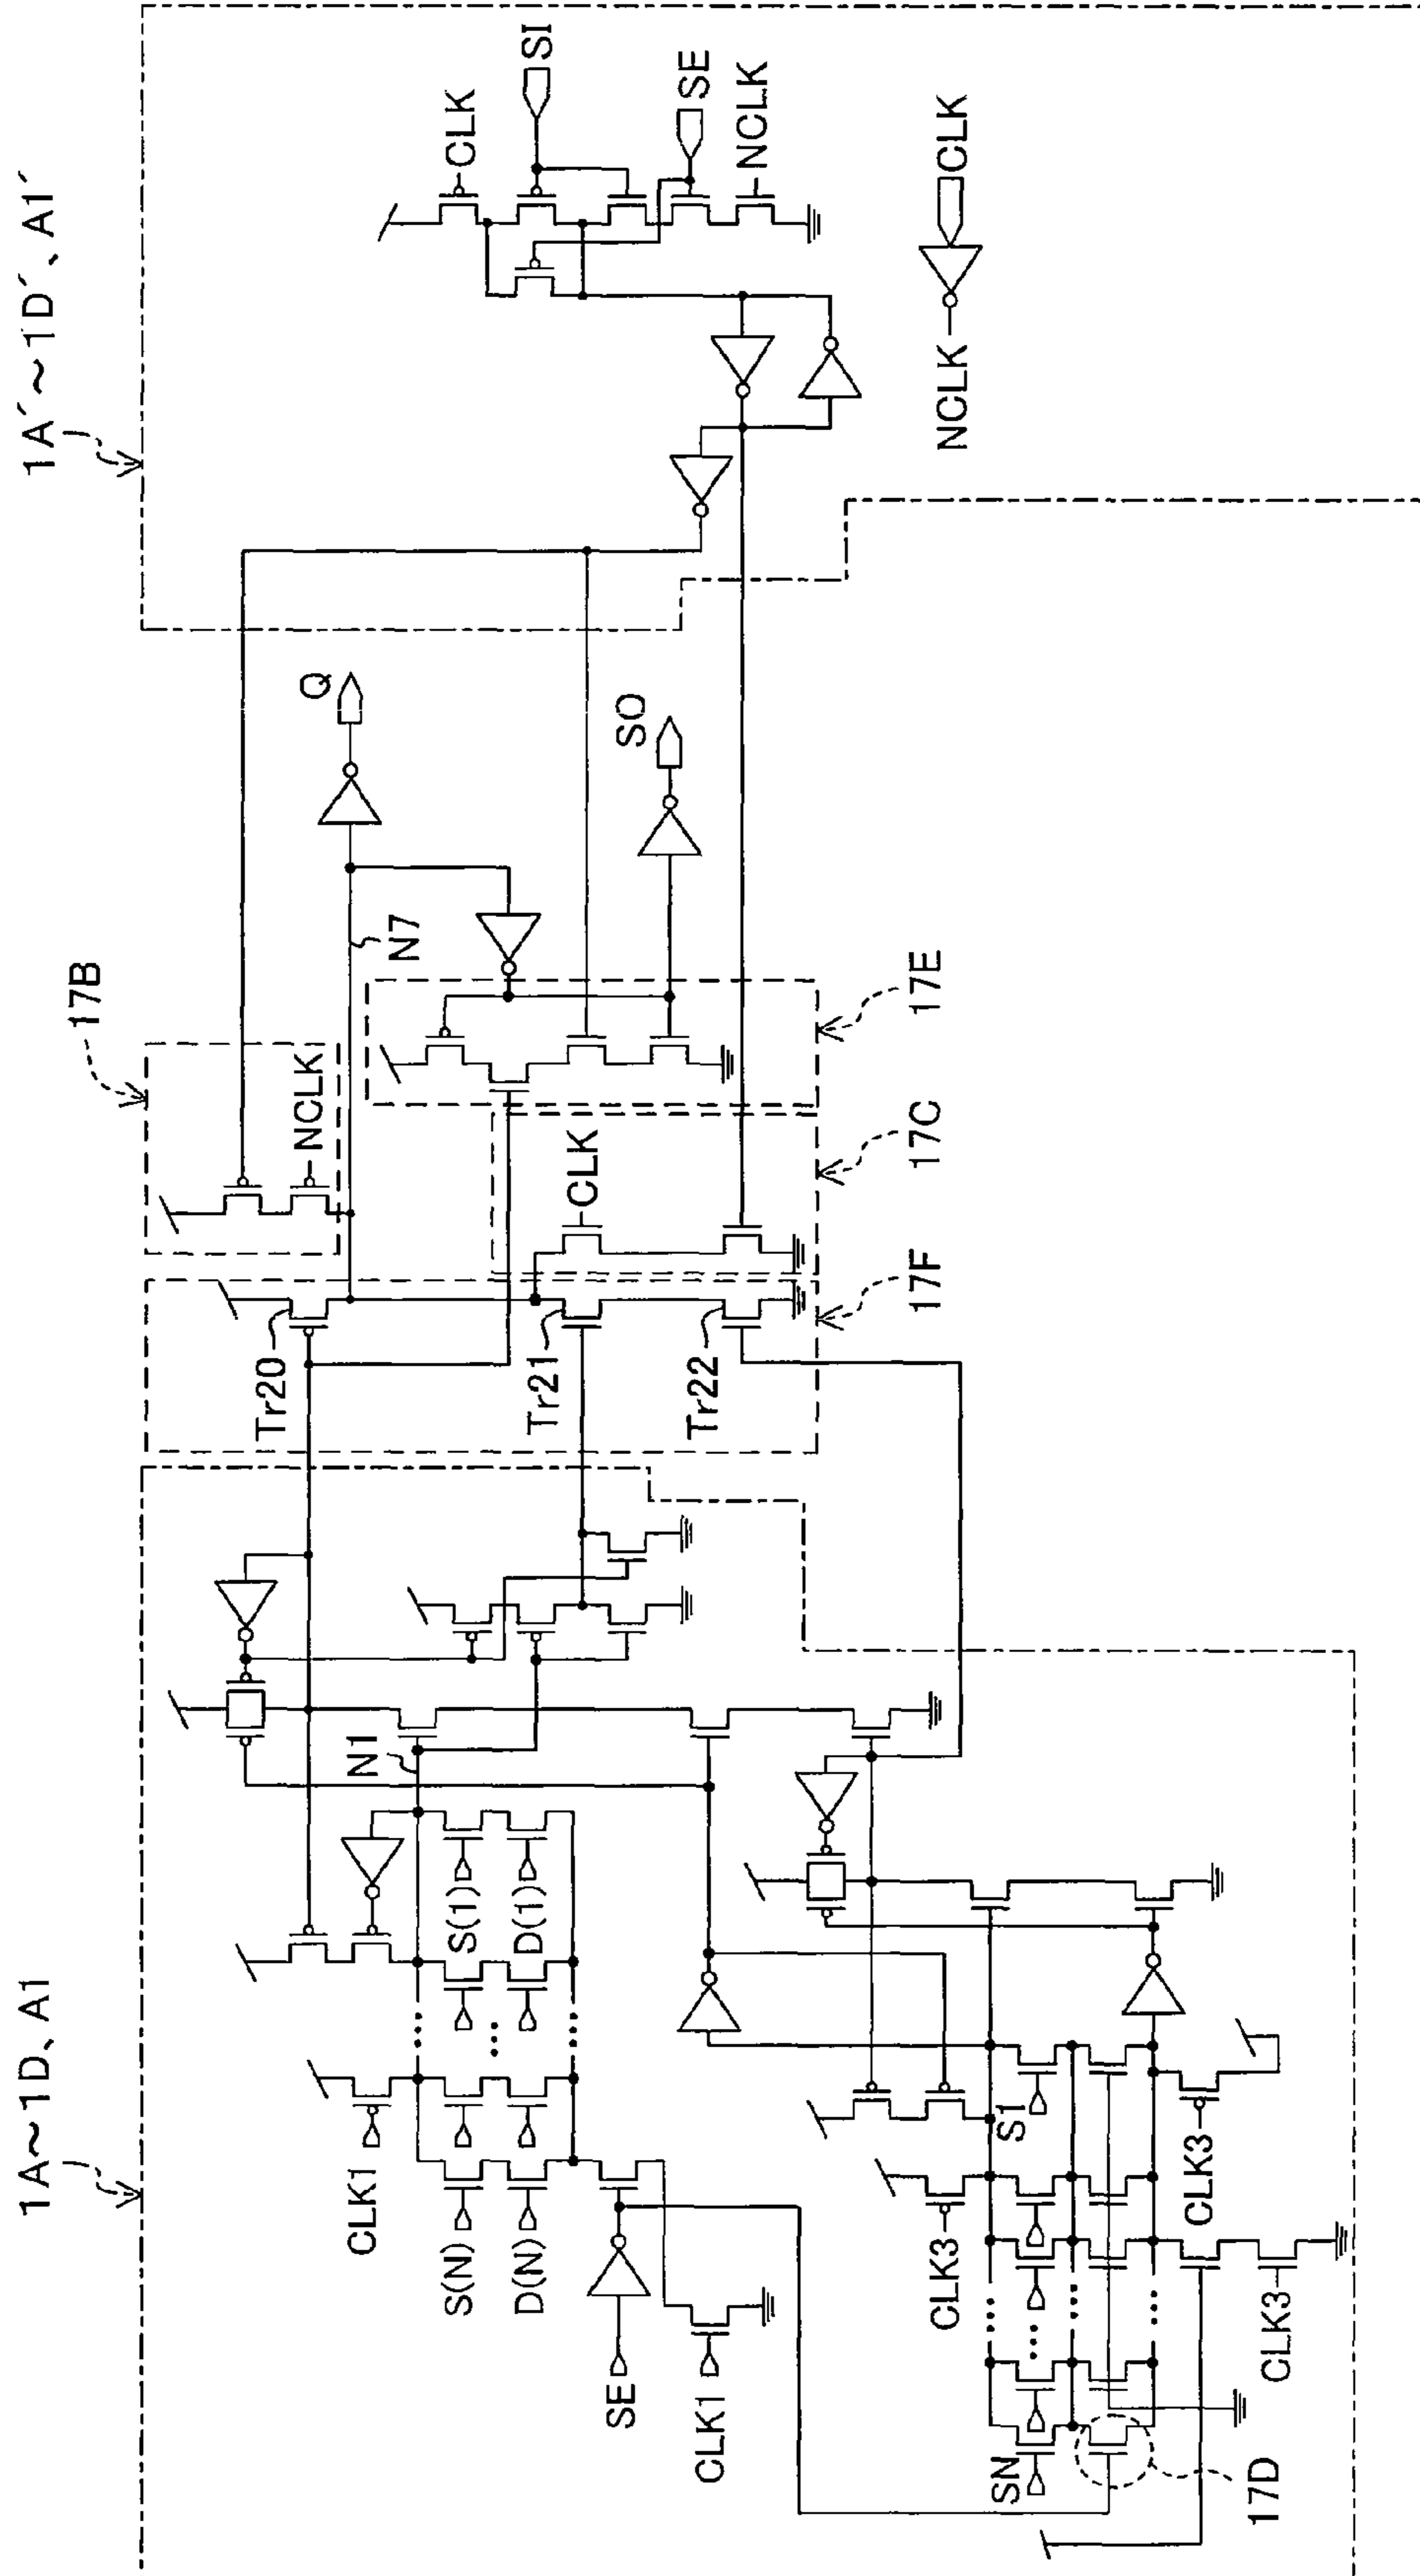 1A~1D、A1
1A´~1D´、A1´
17B
CLK1
S(N)
D(N)
S(1)
D(1)
N1
Tr20
NCLK
N7
Q
SI
CLK
SE
NCLK
SE
CLK1
Tr21
CLK
SO
Tr22
CLK3
S1
SN
17D
CLK3
CLK3
17F
17C
17E
NCLK
CLK